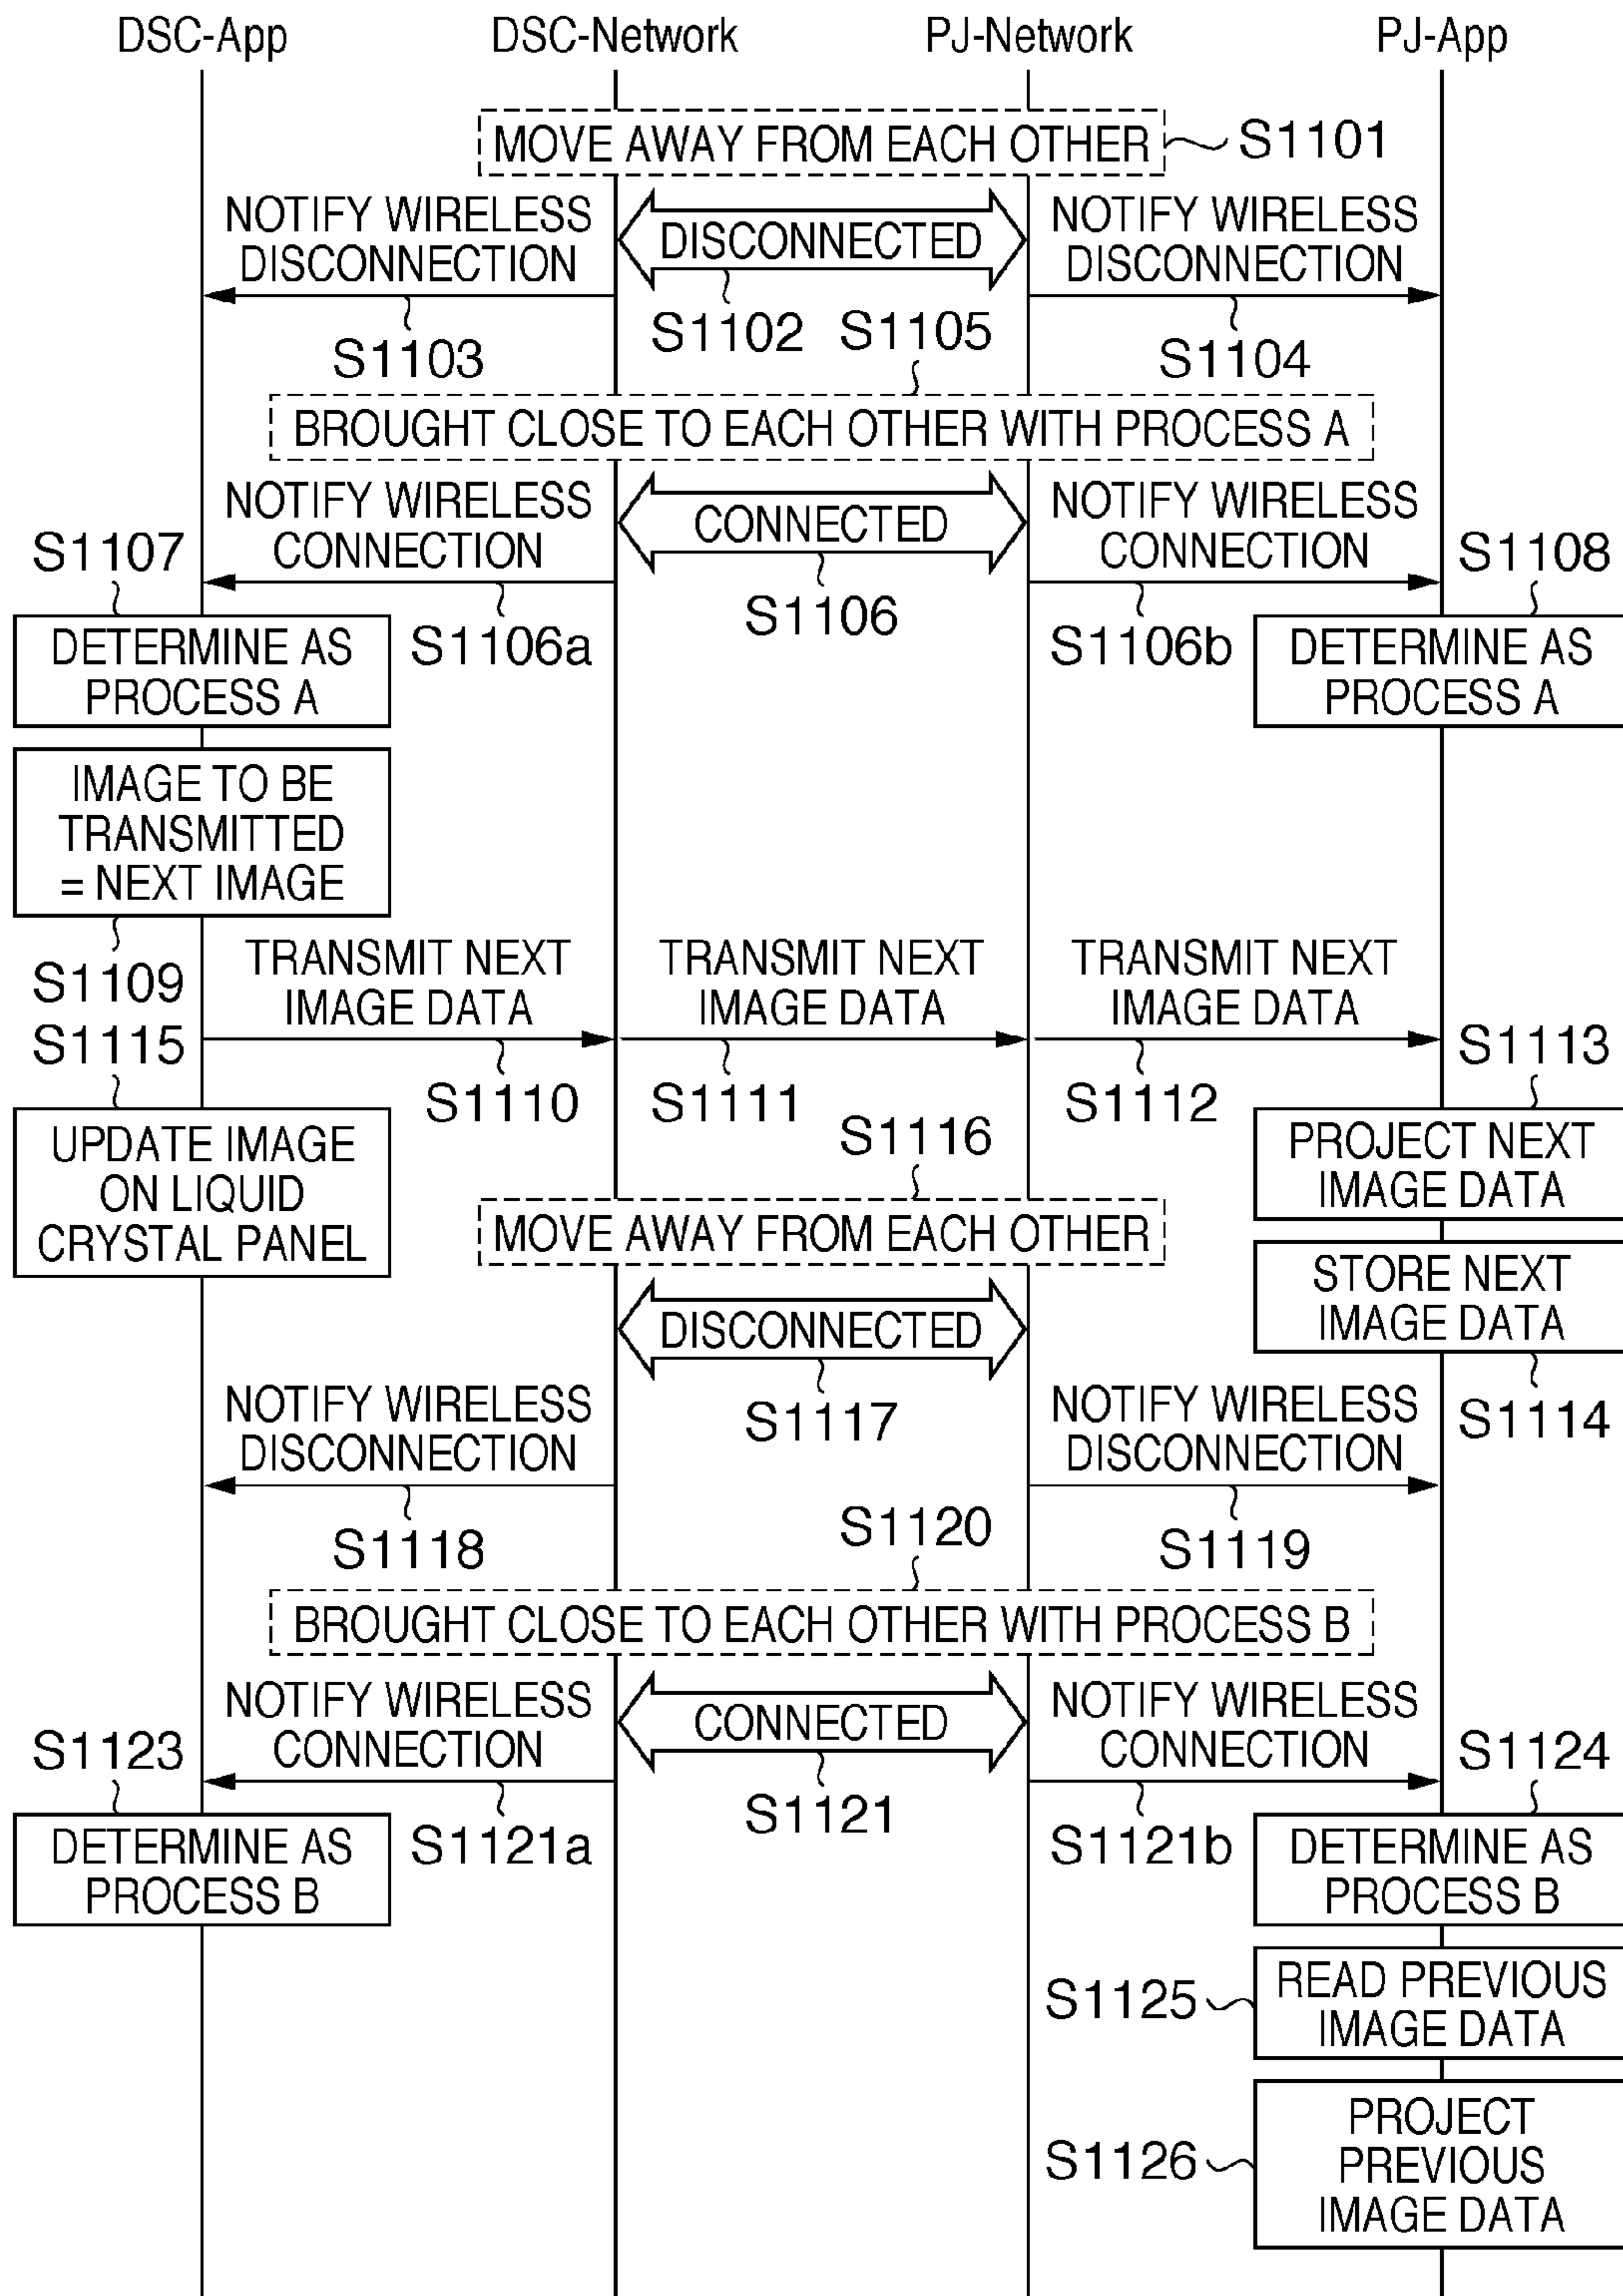 DSC-App DSC-Network PJ-Network PJ-App
MOVE AWAY FROM EACH OTHER
S1101
NOTIFY WIRELESS
DISCONNECTION
DISCONNECTED
NOTIFY WIRELESS
DISCONNECTION
S1102
S1105
S1103
S1104
BROUGHT CLOSE TO EACH OTHER WITH PROCESS A
NOTIFY WIRELESS
CONNECTION
CONNECTED
NOTIFY WIRELESS
CONNECTION
S1107
S1108
S1106
DETERMINE AS
PROCESS A
S1106a
S1106b
DETERMINE AS
PROCESS A
IMAGE TO BE
TRANSMITTED
= NEXT IMAGE
S1109
TRANSMIT NEXT
IMAGE DATA
TRANSMIT NEXT
IMAGE DATA
TRANSMIT NEXT
IMAGE DATA
S1115
S1113
S1110
S1111
S1112
UPDATE IMAGE
ON LIQUID
CRYSTAL PANEL
S1116
PROJECT NEXT
IMAGE DATA
MOVE AWAY FROM EACH OTHER
STORE NEXT
IMAGE DATA
DISCONNECTED
S1114
NOTIFY WIRELESS
DISCONNECTION
S1117
NOTIFY WIRELESS
DISCONNECTION
S1118
S1120
S1119
BROUGHT CLOSE TO EACH OTHER WITH PROCESS B
NOTIFY WIRELESS
CONNECTION
CONNECTED
NOTIFY WIRELESS
CONNECTION
S1123
S1124
S1121
DETERMINE AS
PROCESS B
S1121a
S1121b
DETERMINE AS
PROCESS B
S1125
READ PREVIOUS
IMAGE DATA
S1126
PROJECT
PREVIOUS
IMAGE DATA